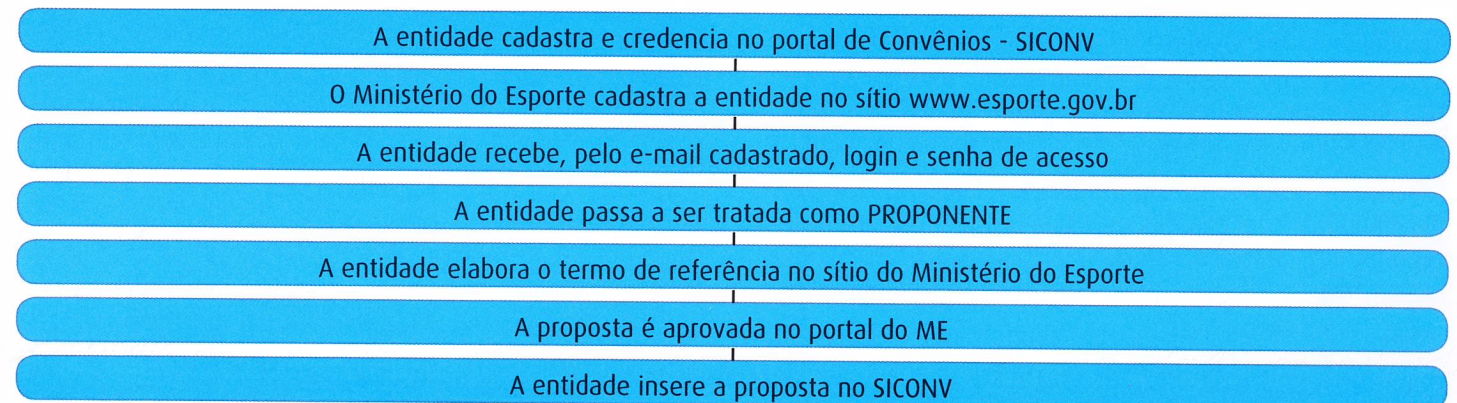 A entidade cadastra e credencia no portal de Convênios - SICONV
O Ministério do Esporte cadastra a entidade no sítio www.esporte.gov.br
A entidade recebe, pelo e-mail cadastrado, login e senha de acesso
A entidade passa a ser tratada como PROPONENTE
A entidade elabora o termo de referência no sítio do Ministério do Esporte
A proposta é aprovada no portal do ME
A entidade insere a proposta no SICONV